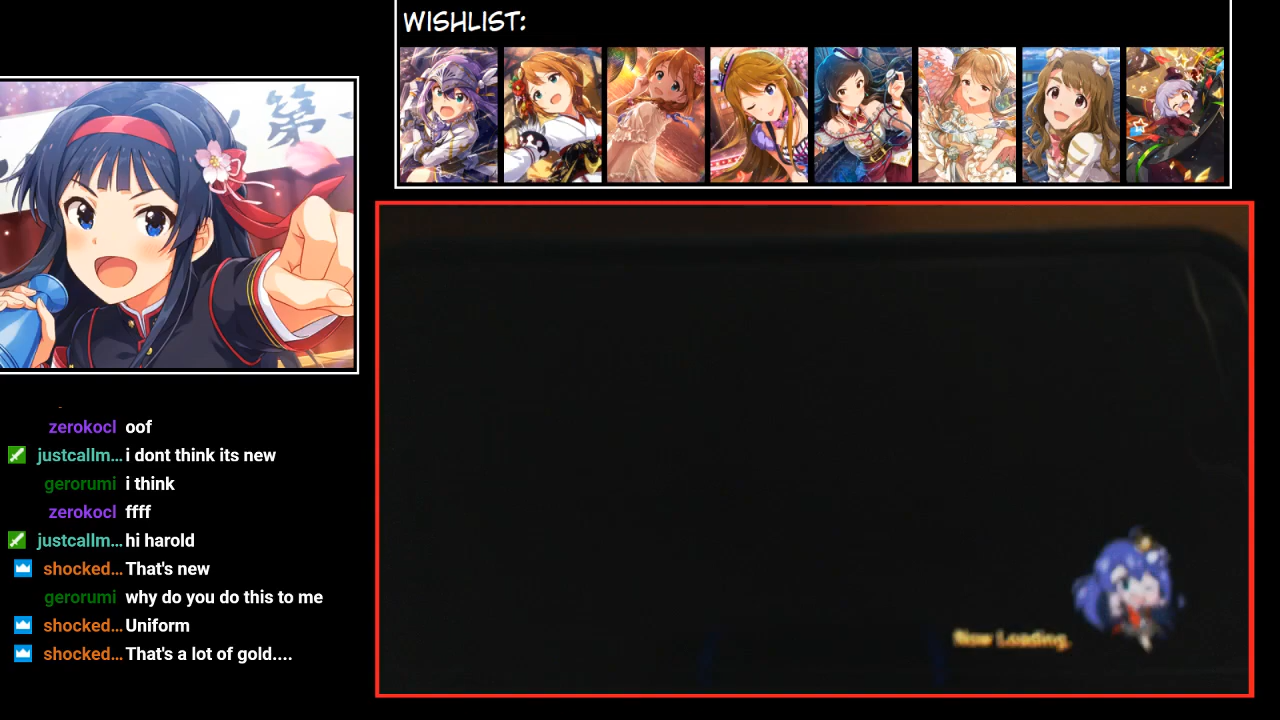 WISHLIST:
第
zerokocl oof
justcallm... i dont think its new
gerorumi i think
zerokocl ffff
justcallm... hi harold
shocked... That's new
gerorumi why do you do this to me
shocked... Uniform
shocked... That's a lot of gold....
Now Loading.